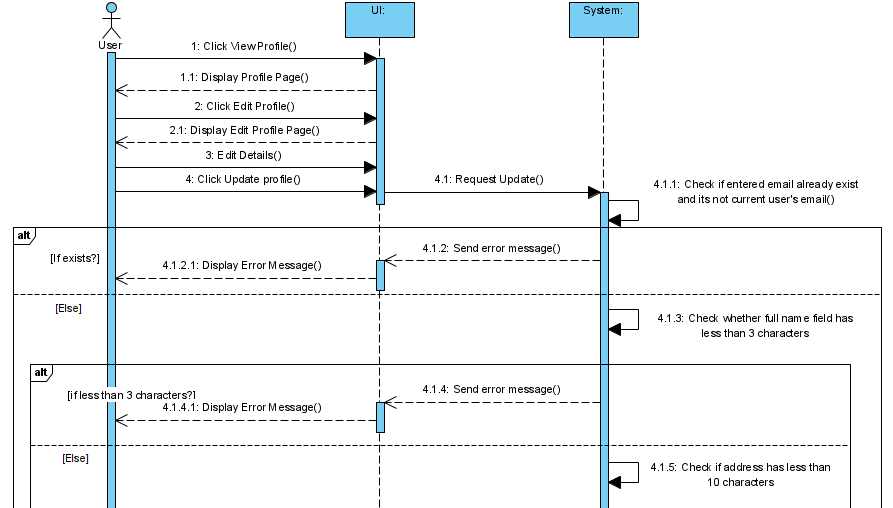 UI:
System:
User
1: Click View Profile()
1.1: Display Profile Page()
2: Click Edit Profile()
2.1: Display Edit Profile Page()
3: Edit Details()
4: Click Update profile()
4.1: Request Update()
4.1.1: Check if entered email already exist
and its not current user's email()
alt
[If exists?]
4.1.2: Send error message()
4.1.2.1: Display Error Message()
[Else]
4.1.3: Check whether full name field has
less than 3 characters
alt
[if less than 3 characters?]
4.1.4: Send error message()
4.1.4.1: Display Error Message()
[Else]
4.1.5: Check if address has less than
10 characters